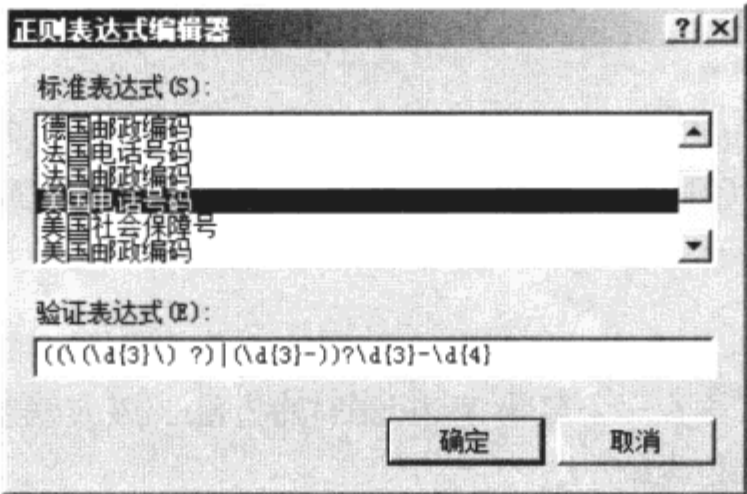 正则表达式编辑器
标准表达式(S):
德国邮政编码
法国电话号码
法国邮政编码
美国电话号码
美国社会保障号
美国邮政编码
验证表达式(E):
((\(\d{3}\) ?)|(\d{3}-))?\d{3}-\d{4}
确定
取消